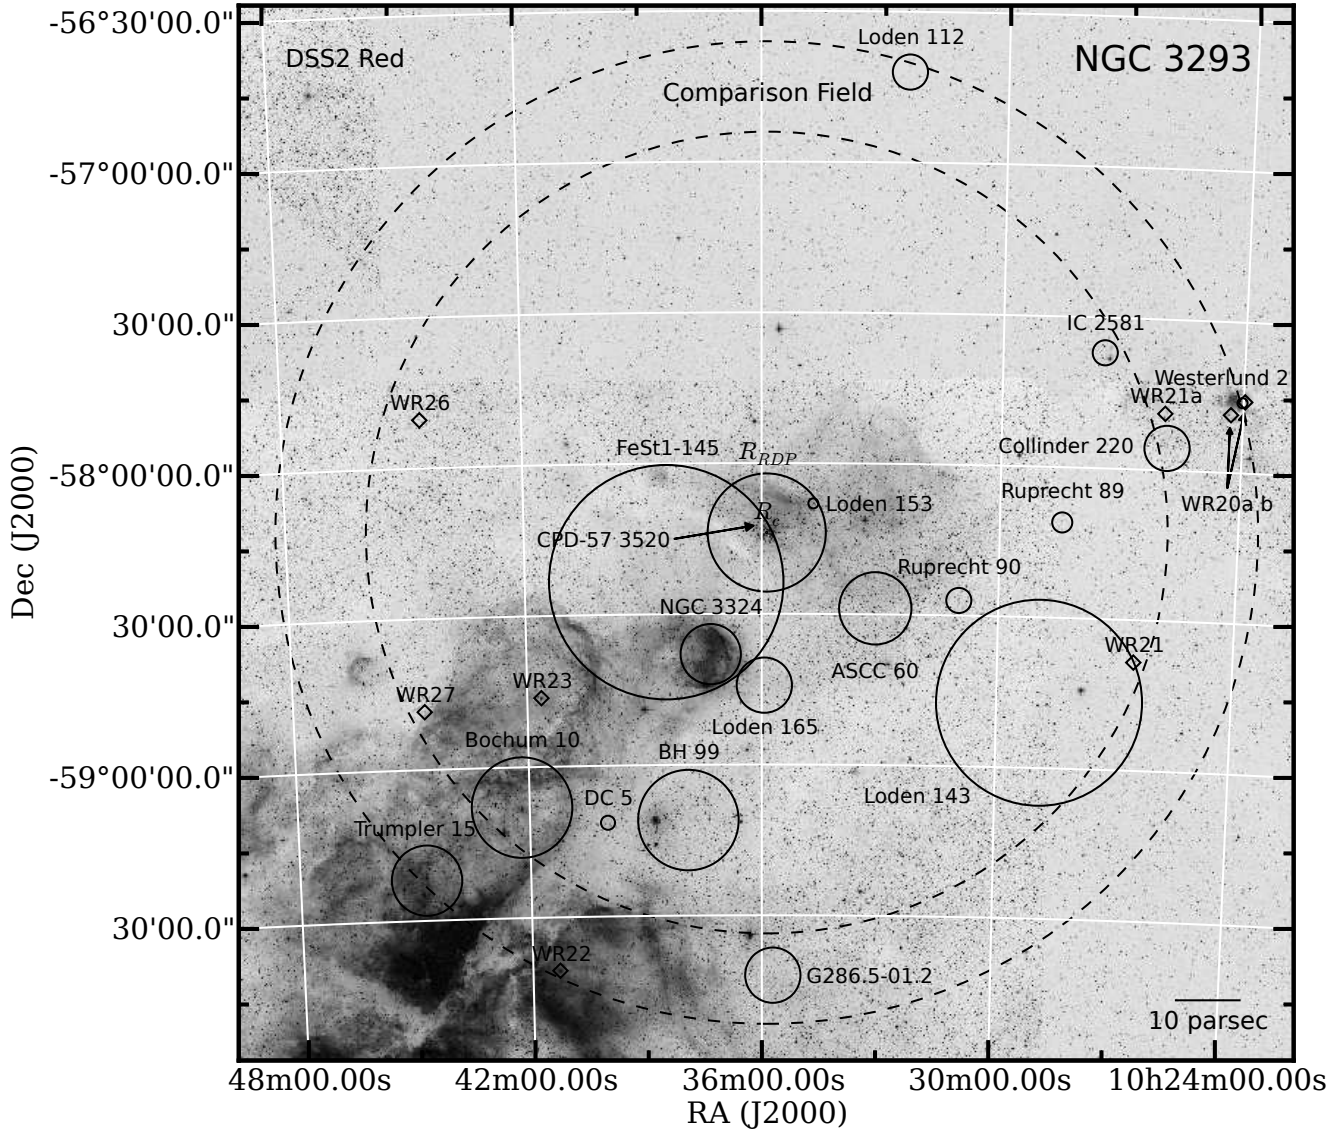 -56°30'00.0"
DSS2 Red
Loden 112
NGC 3293
Comparison Field
-57°00'00.0"
30'00.0"
IC 2581
Westerlund 2
WR26
WR21a
FeSt1-145
R_RDP
Collinder 220
-58°00'00.0"
Ruprecht 89
Loden 153
WR20a b
R_c
CPD-57 3520
Ruprecht 90
NGC 3324
30'00.0"
WR21
ASCC 60
WR23
WR27
Loden 165
Bochum 10
BH 99
-59°00'00.0"
DC 5
Loden 143
Trumpler 15
30'00.0"
WR22
G286.5-01.2
10 parsec
48m00.00s
42m00.00s
36m00.00s
30m00.00s
10h24m00.00s
RA (J2000)
Dec (J2000)